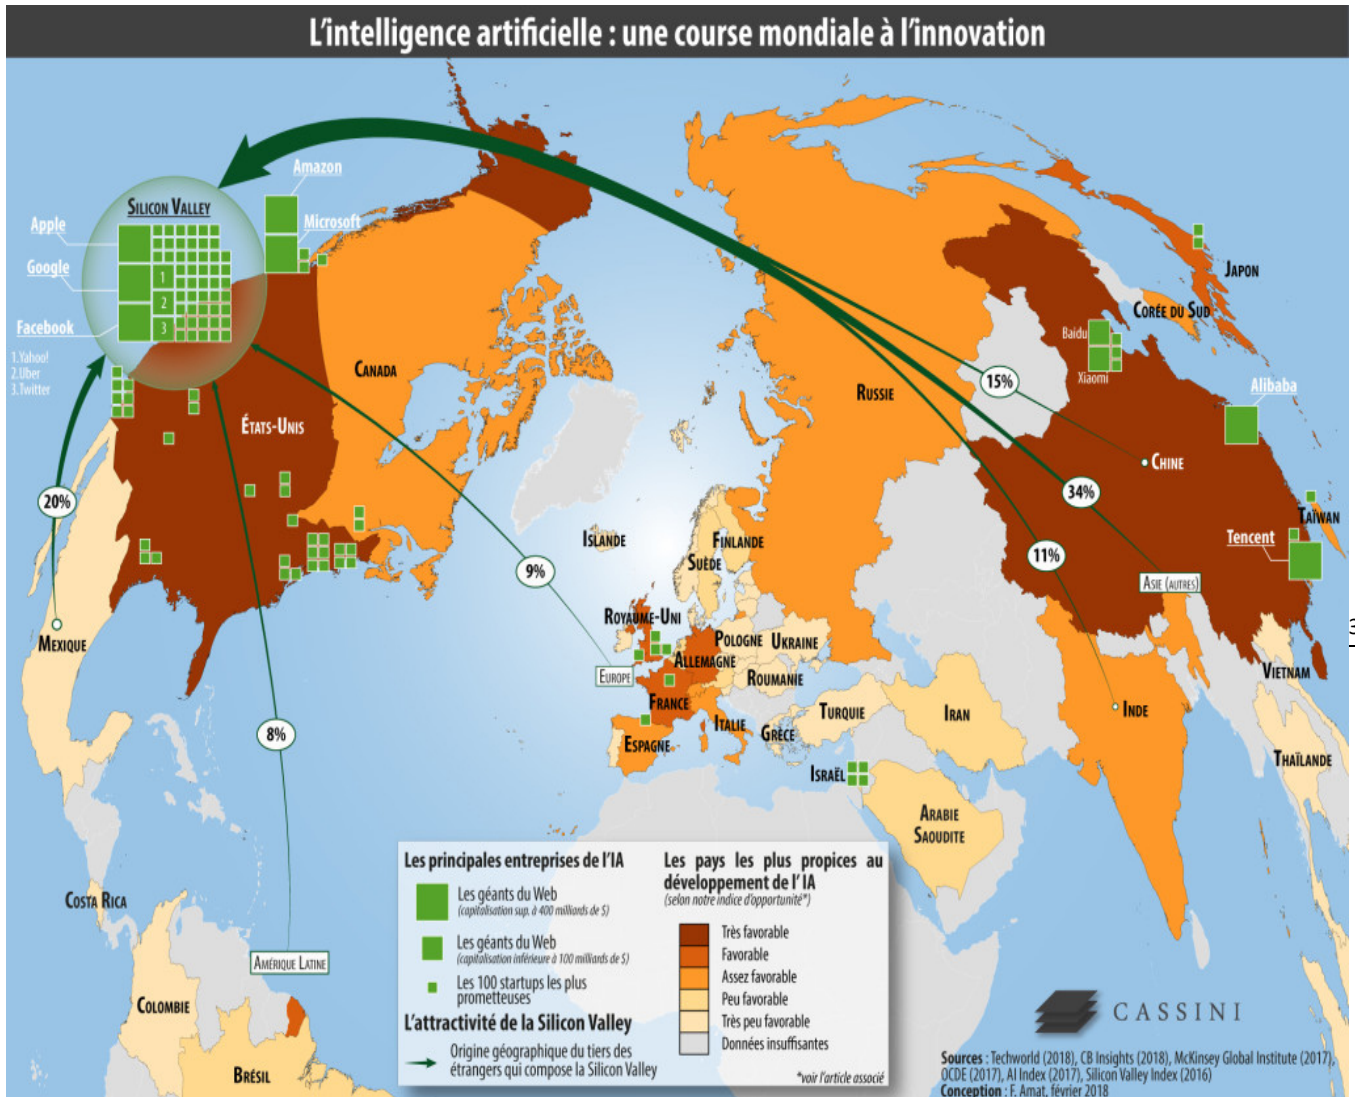 L'intelligence artificielle : une course mondiale à l'innovation
Amazon
SILICON VALLEY
Microsoft
Apple
Google
1
2
Facebook
3
1.Yahoo!
2.Uber
3.Twitter
CANADA
ÉTATS-UNIS
20%
MEXIQUE
9%
8%
COSTA RICA
AMÉRIQUE LATINE
COLOMBIE
BRÉSIL
ISLANDE
SUÈDE
FINLANDE
ROYAUME-UNI
POLOGNE
UKRAINE
ALLEMAGNE
EUROPE
ROUMANIE
FRANCE
ITALIE
GRÈCE
TURQUIE
ESPAGNE
ISRAËL
IRAN
ARABIE
SAOUDITE
RUSSIE
JAPON
CORÉE DU SUD
Baidu
Xiaomi
15%
Alibaba
CHINE
34%
TAÏWAN
Tencent
11%
ASIE (AUTRES)
3
VIETNAM
INDE
THAÏLANDE
Les principales entreprises de l'IA
Les géants du Web
(capitalisation sup. à 400 milliards de $)
Les géants du Web
(capitalisation inférieure à 100 milliards de $)
Les 100 startups les plus
prometteuses
L'attractivité de la Silicon Valley
Origine géographique du tiers des
étrangers qui compose la Silicon Valley
Les pays les plus propices au
développement de l' IA
(selon notre indice d'opportunité*)
Très favorable
Favorable
Assez favorable
Peu favorable
Très peu favorable
Données insuffisantes
*voir l'article associé
CASSINI
Sources : Techworld (2018), CB Insights (2018), McKinsey Global Institute (2017),
OCDE (2017), AI Index (2017), Silicon Valley Index (2016)
Conception : F. Amat, février 2018